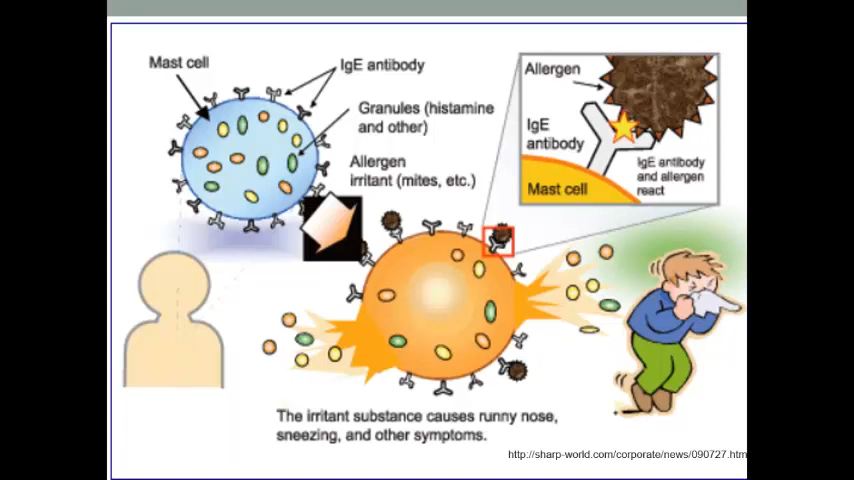 Mast cell
IgE antibody
Granules (histamine
and other)
Allergen
irritant (mites, etc.)
Allergen
IgE
antibody
Mast cell
IgE antibody
and allergen
react
The irritant substance causes runny nose,
sneezing, and other symptoms.
http://sharp-world.com/corporate/news/090727.htm